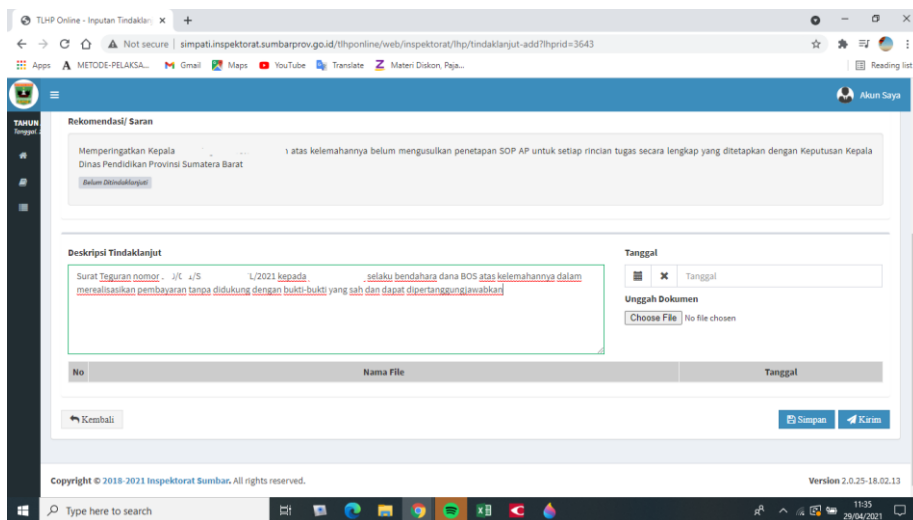 TLHP Online - Inputan Tindaklan
Not secure | simpati.inspektorat.sumbarprov.go.id/tlhponline/web/inspektorat/lhp/tindaklanjut-add?lhprid=3643
Apps METODE-PELAKSA... Gmail Maps YouTube Translate Materi Diskon, Paja... Reading list
Akun Saya
TAHUN
Tanggal
Rekomendasi/ Saran
Memperingatkan Kepala atas kelemahannya belum mengusulkan penetapan SOP AP untuk setiap rincian tugas secara lengkap yang ditetapkan dengan Keputusan Kepala
Dinas Pendidikan Provinsi Sumatera Barat
Belum Ditindaklanjuti
Deskripsi Tindaklanjut
Surat Teguran nomor /2021 kepada selaku bendahara dana BOS atas kelemahannya dalam
merealisasikan pembayaran tanpa didukung dengan bukti-bukti yang sah dan dapat dipertanggungjawabkan
Tanggal
Tanggal
Unggah Dokumen
Choose File No file chosen
No Nama File Tanggal
Kembali
Simpan Kirim
Copyright © 2018-2021 Inspektorat Sumbar. All rights reserved.
Version 2.0.25-18.02.13
Type here to search
11:35
29/04/2021